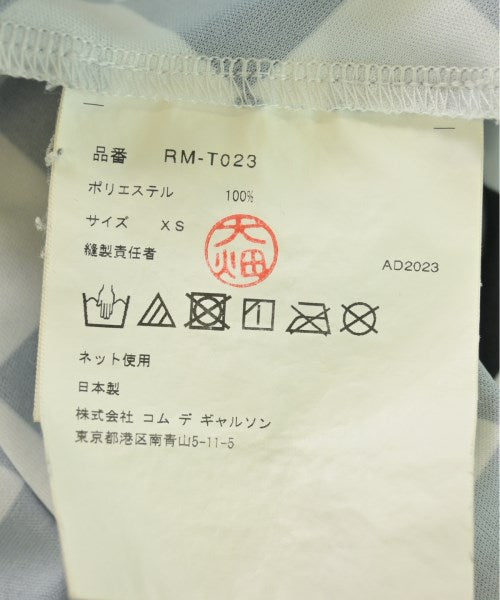 品番 RM-T023
ポリエステル 100%
サイズ XS
縫製責任者
大畑
AD2023
ネット使用
日本製
株式会社 コム デ ギャルソン
東京都港区南青山5-11-5